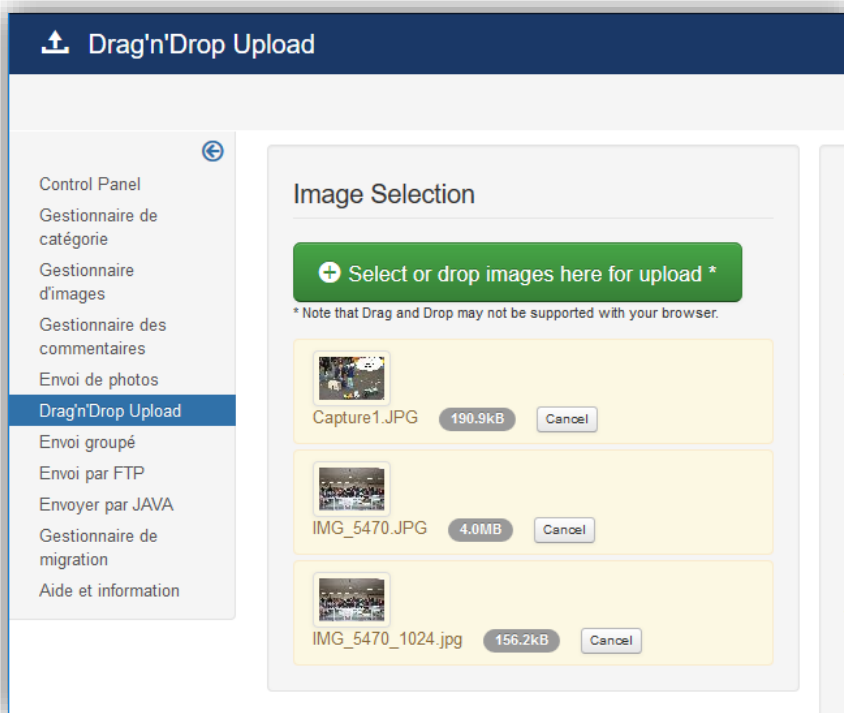 Drag'n'Drop Upload
Control Panel
Gestionnaire de
catégorie
Gestionnaire
d'images
Gestionnaire des
commentaires
Envoi de photos
Drag'n'Drop Upload
Envoi groupé
Envoi par FTP
Envoyer par JAVA
Gestionnaire de
migration
Aide et information
Image Selection
Select or drop images here for upload *
* Note that Drag and Drop may not be supported with your browser.
Capture1.JPG 190.9kB Cancel
IMG_5470.JPG 4.0MB Cancel
IMG_5470_1024.jpg 156.2kB Cancel